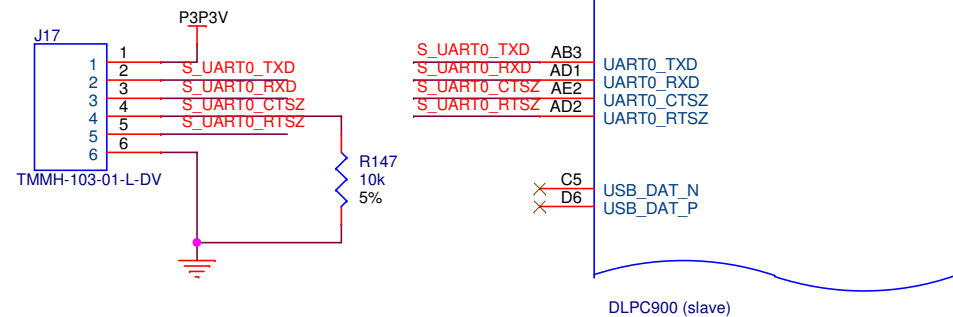 P3P3V
J17
1
1
2
S_UART0_TXD
2
3
S_UART0_RXD
3
4
S_UART0_CTSZ
4
5
S_UART0_RTSZ
5
6
6
TMMH-103-01-L-DV
R147
10k
5%
S_UART0_TXD
AB3
UART0_TXD
S_UART0_RXD
AD1
UART0_RXD
S_UART0_CTSZ
AE2
UART0_CTSZ
S_UART0_RTSZ
AD2
UART0_RTSZ
C5
USB_DAT_N
D6
USB_DAT_P
DLPC900 (slave)